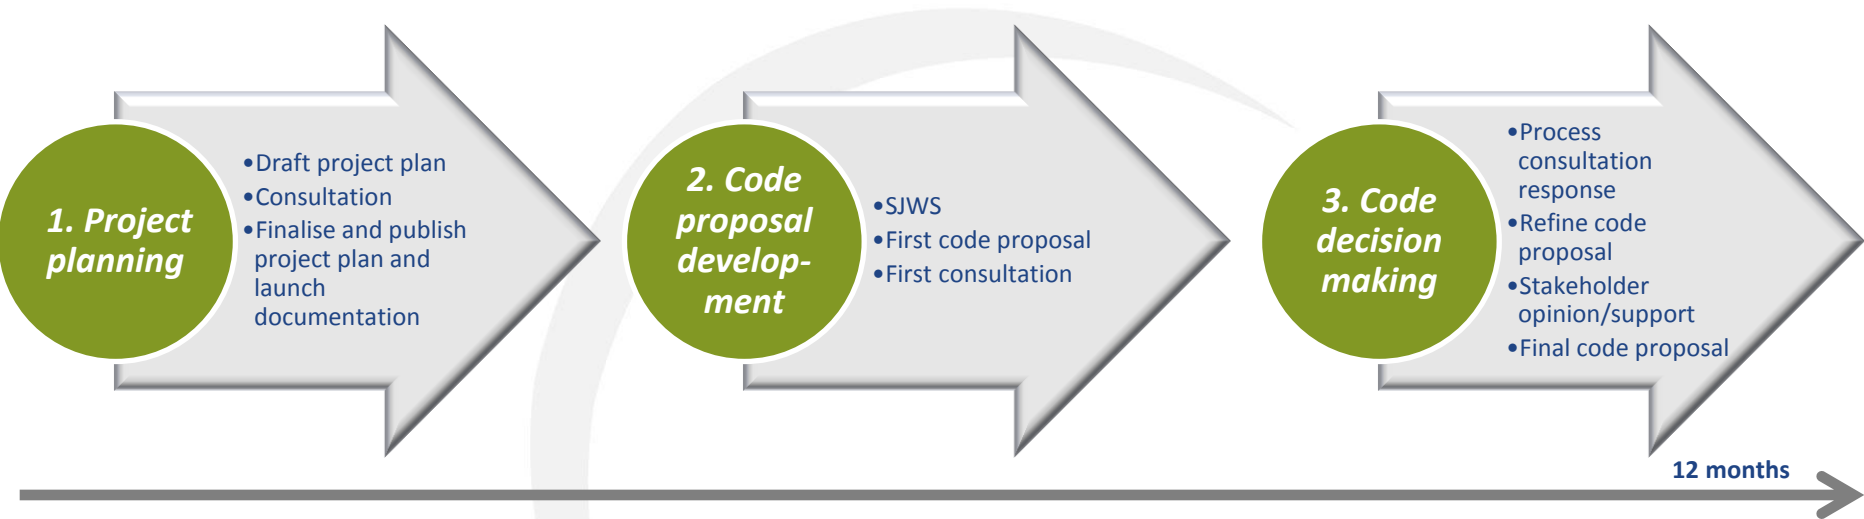 1. Project
planning
•Draft project plan
•Consultation
•Finalise and publish
project plan and
launch
documentation
2. Code
proposal
develop-
ment
•SJWS
•First code proposal
•First consultation
3. Code
decision
making
•Process
consultation
response
•Refine code
proposal
•Stakeholder
opinion/support
•Final code proposal
12 months